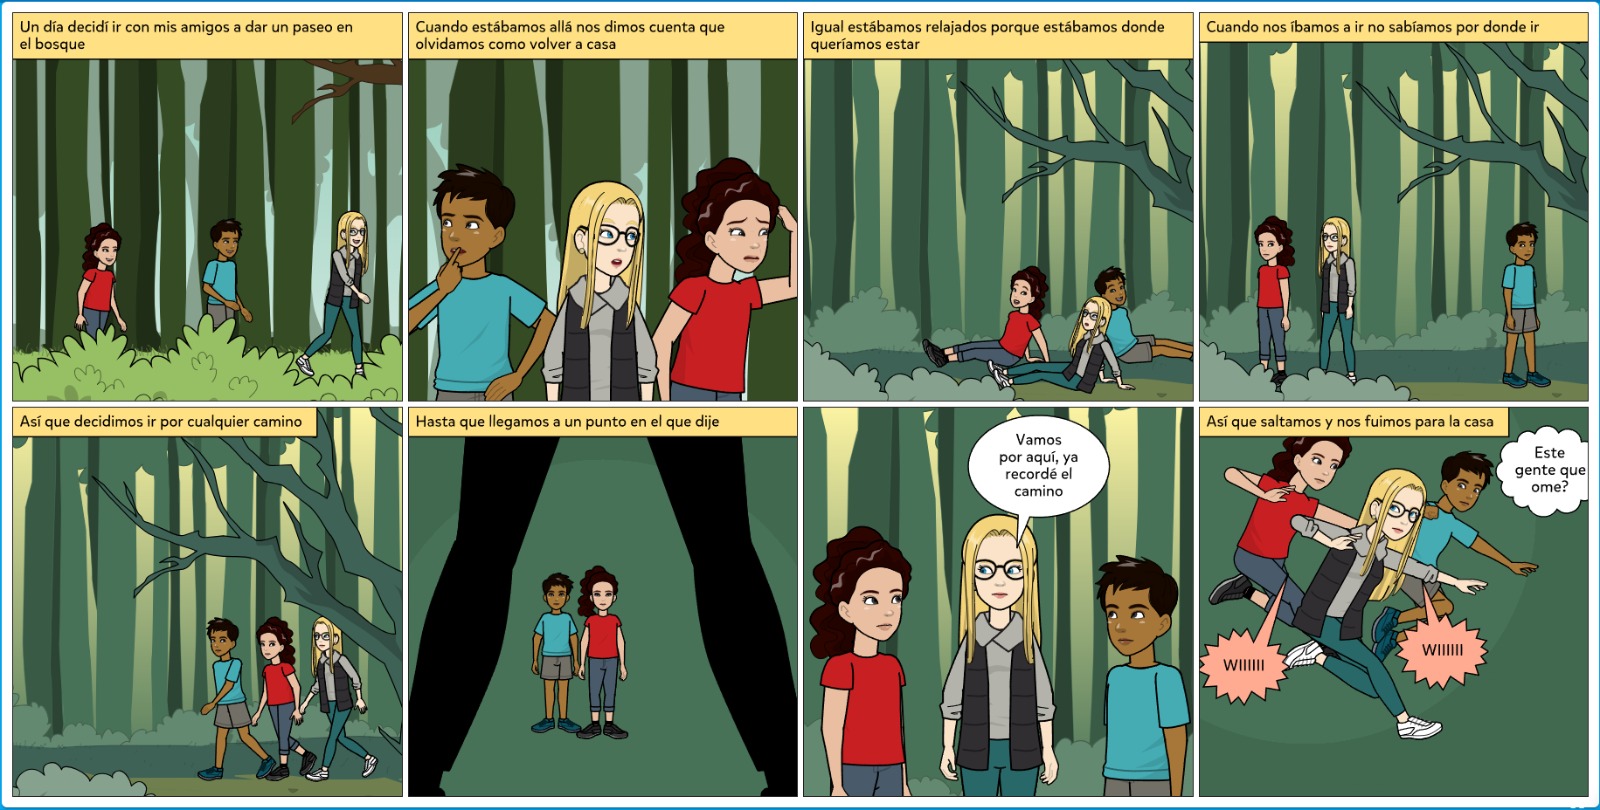 Un día decidí ir con mis amigos a dar un paseo en
el bosque
Cuando estábamos allá nos dimos cuenta que
olvidamos como volver a casa
Igual estábamos relajados porque estábamos donde
queríamos estar
Cuando nos íbamos a ir no sabíamos por donde ir
Así que decidimos ir por cualquier camino
Hasta que llegamos a un punto en el que dije
Vamos
por aquí, ya
recordé el
camino
Así que saltamos y nos fuimos para la casa
Este
gente que
ome?
WIIIIII
WIIIIII